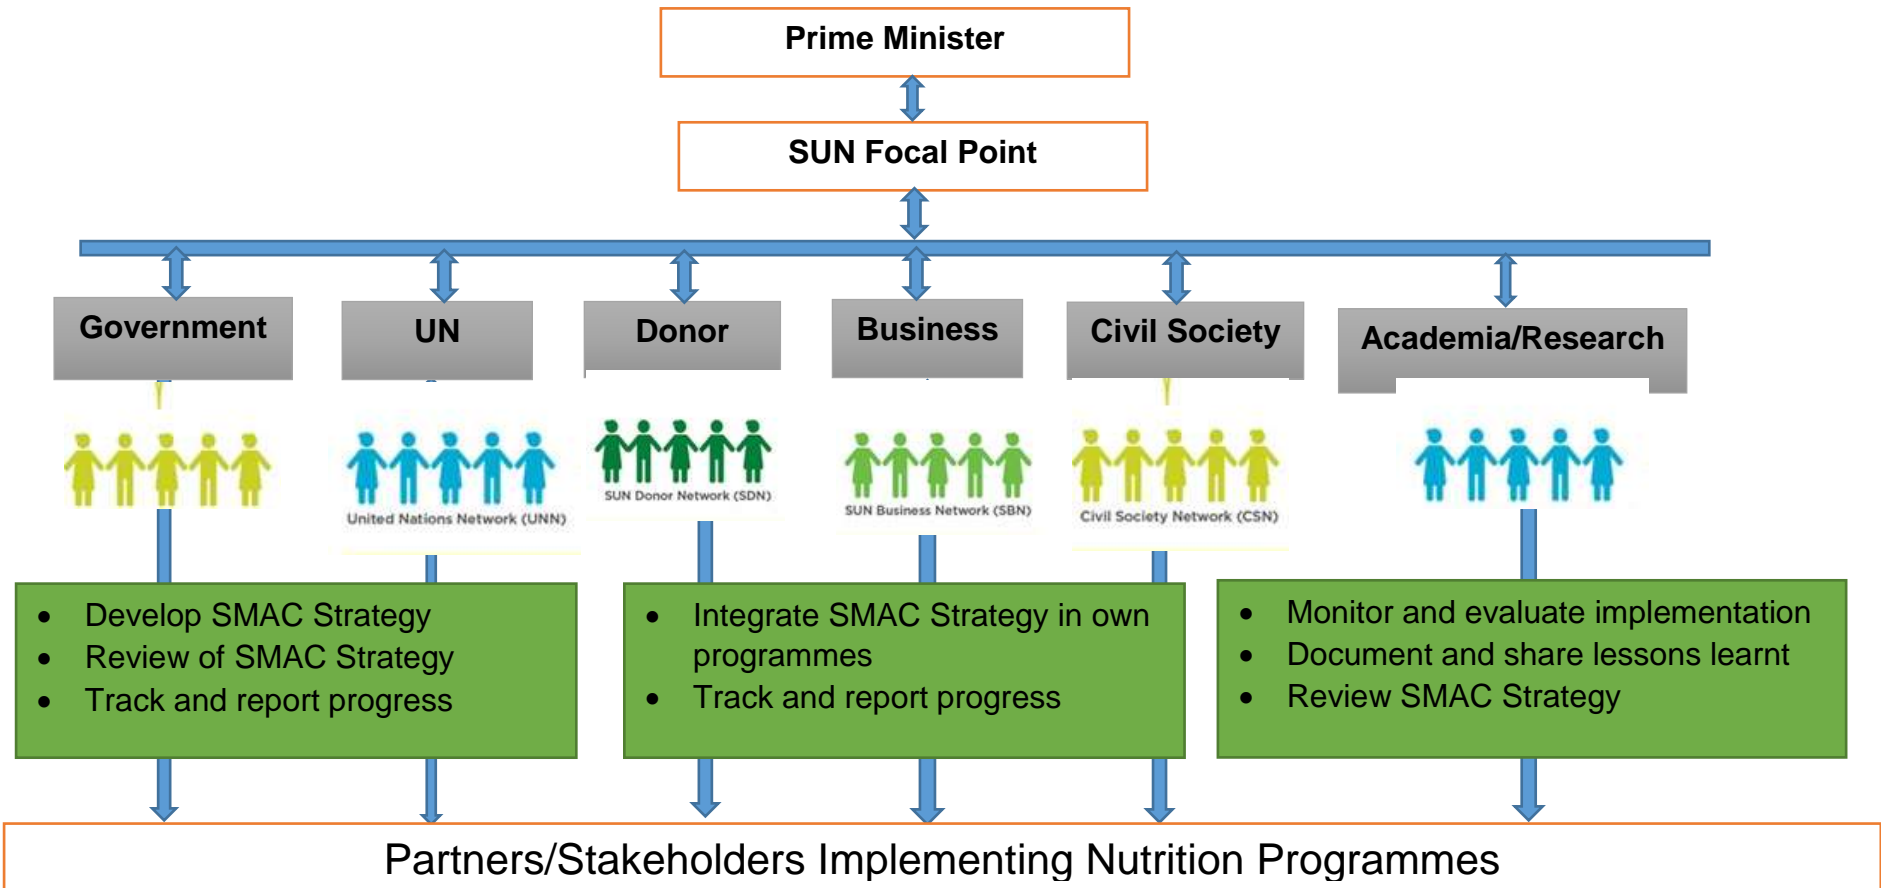 Prime Minister
SUN Focal Point
Government
UN
Donor
Business
Civil Society
Academia/Research
United Nations Network (UNN)
SUN Donor Network (SDN)
SUN Business Network (SBN)
Civil Society Network (CSN)
• Develop SMAC Strategy
• Review of SMAC Strategy
• Track and report progress
• Integrate SMAC Strategy in own
programmes
• Track and report progress
• Monitor and evaluate implementation
• Document and share lessons learnt
• Review SMAC Strategy
Partners/Stakeholders Implementing Nutrition Programmes